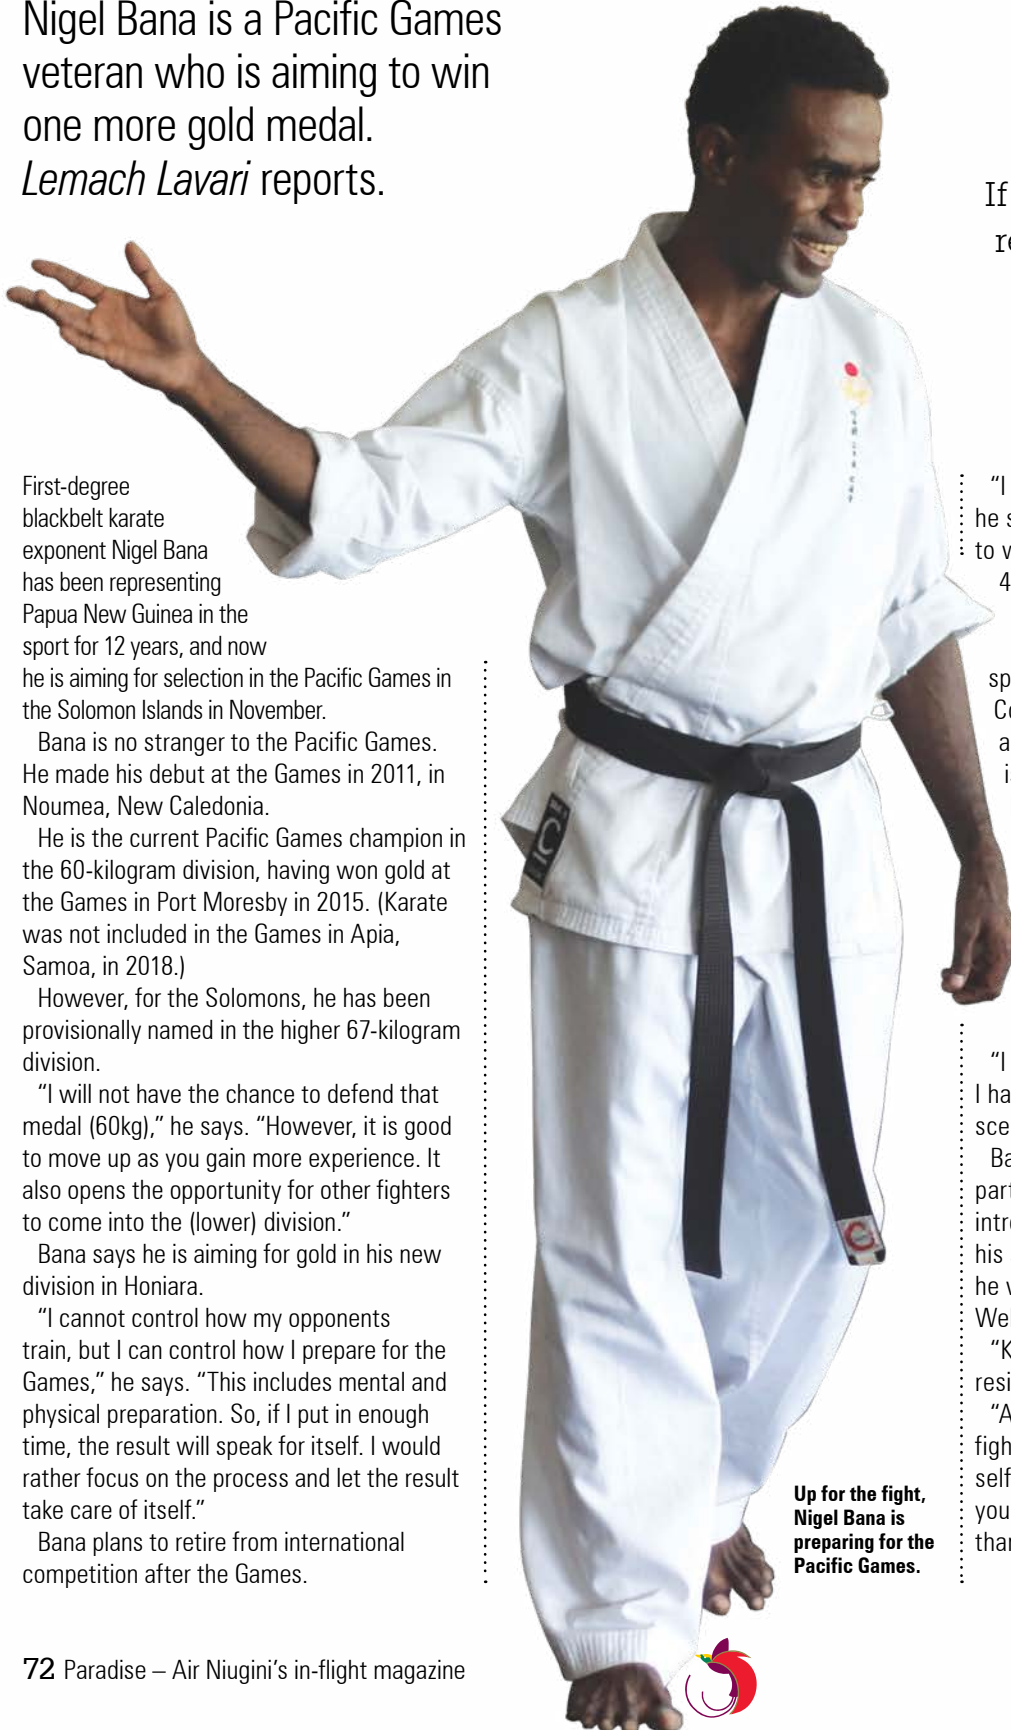 Nigel Bana is a Pacific Games
veteran who is aiming to win
one more gold medal.
Lemach Lavari reports.
First-degree
blackbelt karate
exponent Nigel Bana
has been representing
Papua New Guinea in the
sport for 12 years, and now
he is aiming for selection in the Pacific Games in
the Solomon Islands in November.
Bana is no stranger to the Pacific Games.
He made his debut at the Games in 2011, in
Noumea, New Caledonia.
He is the current Pacific Games champion in
the 60-kilogram division, having won gold at
the Games in Port Moresby in 2015. (Karate
was not included in the Games in Apia,
Samoa, in 2018.)
However, for the Solomons, he has been
provisionally named in the higher 67-kilogram
division.
“I will not have the chance to defend that
medal (60kg),” he says. “However, it is good
to move up as you gain more experience. It
also opens the opportunity for other fighters
to come into the (lower) division.”
Bana says he is aiming for gold in his new
division in Honiara.
“I cannot control how my opponents
train, but I can control how I prepare for the
Games,” he says. “This includes mental and
physical preparation. So, if I put in enough
time, the result will speak for itself. I would
rather focus on the process and let the result
take care of itself.”
Bana plans to retire from international
competition after the Games.
Up for the fight,
Nigel Bana is
preparing for the
Pacific Games.
If
“I
he
to
4
“I
I
“K
“A
72 Paradise – Air Niugini’s in-flight magazine